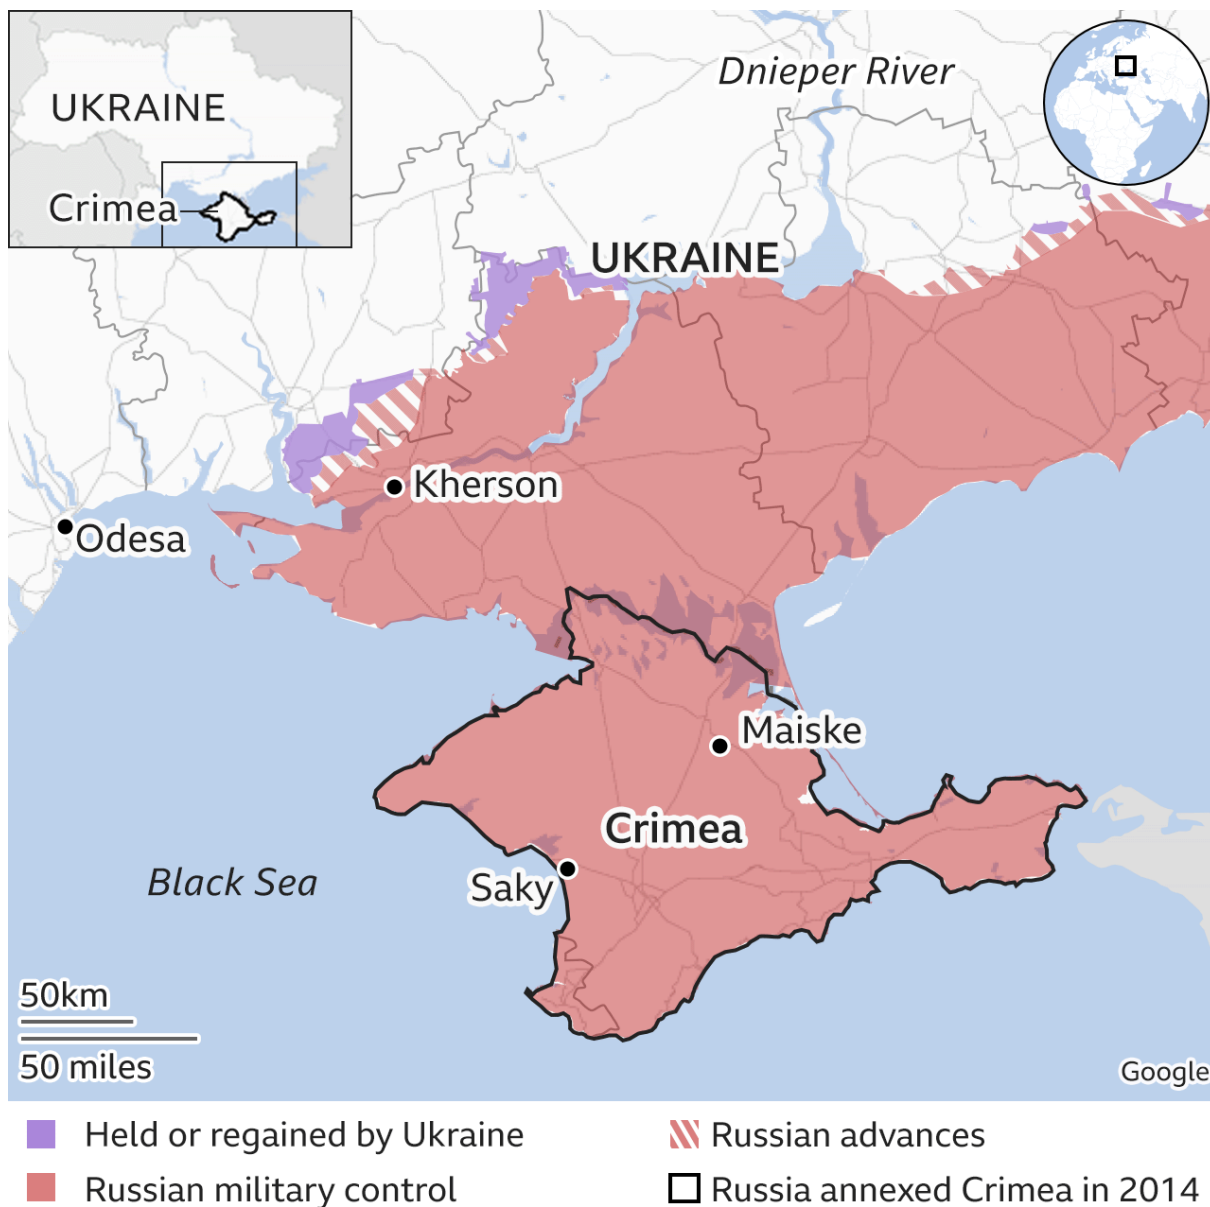 UKRAINE
Crimea
Dnieper River
UKRAINE
Kherson
Odesa
Maiske
Crimea
Saky
Black Sea
50km
50 miles
Google
Held or regained by Ukraine
Russian advances
Russian military control
Russia annexed Crimea in 2014